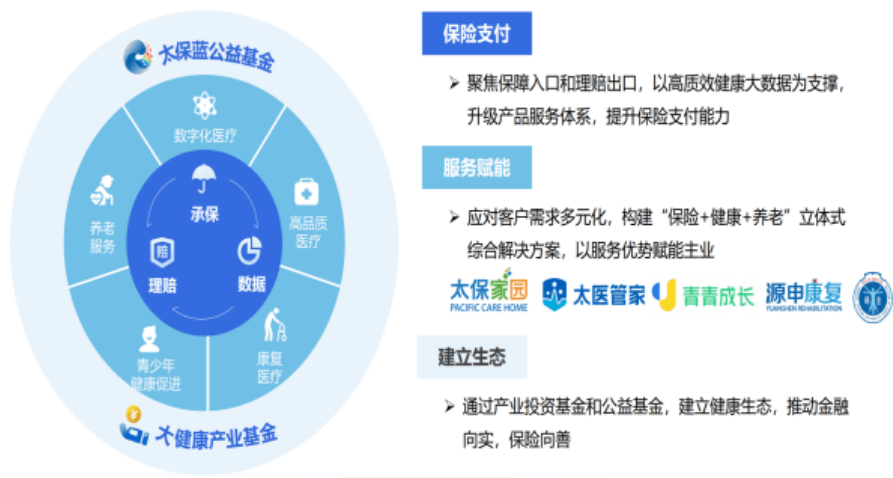 太保蓝公益基金
数字化医疗
养老
服务
承保
高品质
医疗
赔
理赔
数据
青少年
健康促进
康复
医疗
大健康产业基金
保险支付
聚焦保障入口和理赔出口，以高质效健康大数据为支撑，
升级产品服务体系，提升保险支付能力
服务赋能
应对客户需求多元化，构建“保险+健康+养老”立体式
综合解决方案，以服务优势赋能主业
太保家园
PACIFIC CARE HOME
太医管家
青青成长
源申康复
YUANSHEN REHABILITATION
建立生态
通过产业投资基金和公益基金，建立健康生态，推动金融
向实，保险向善